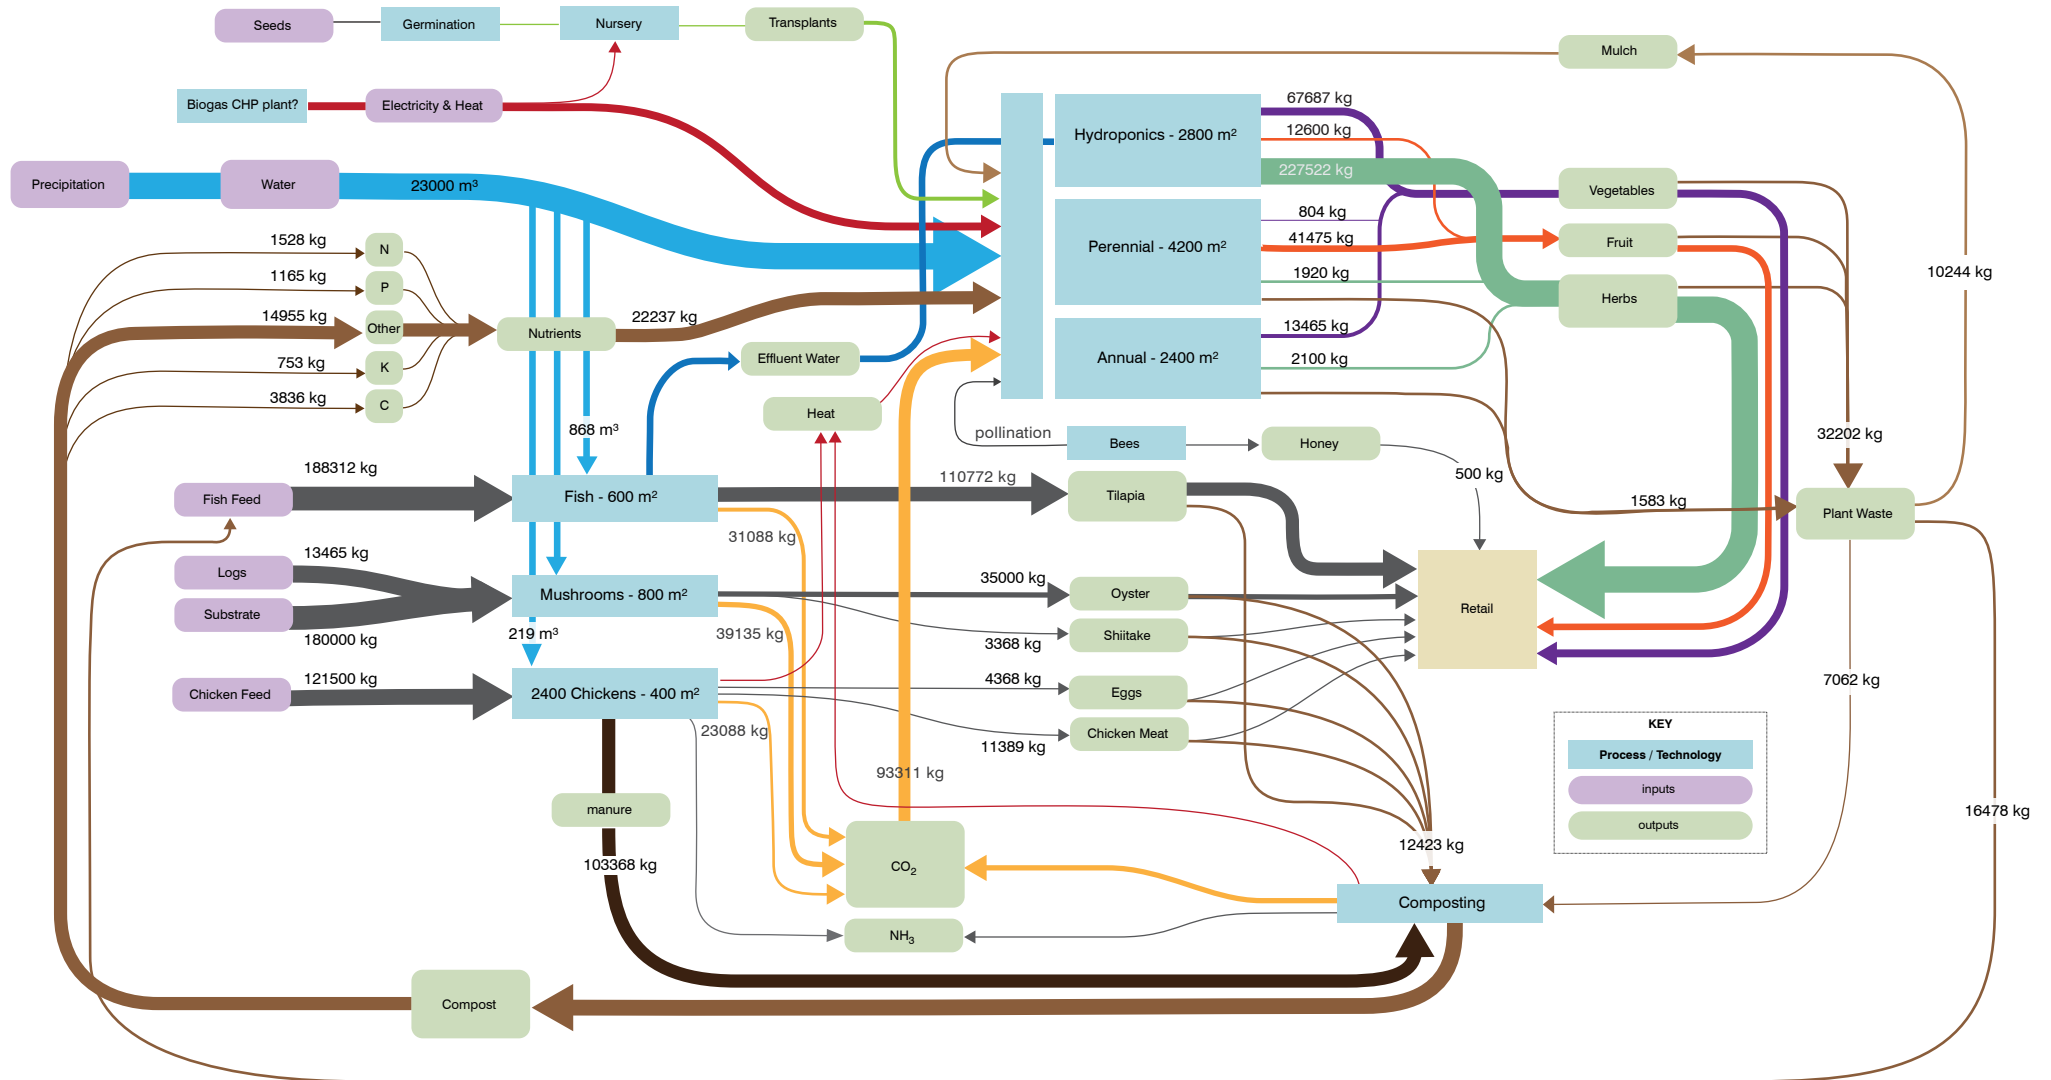 Seeds
Germination
Nursery
Transplants
Mulch
Biogas CHP plant?
Electricity & Heat
67687 kg
Hydroponics - 2800 m²
12600 kg
227522 kg
Precipitation
Water
23000 m³
Vegetables
804 kg
1528 kg
N
Perennial - 4200 m²
41475 kg
Fruit
1165 kg
P
1920 kg
10244 kg
Herbs
14955 kg
Other
22237 kg
Nutrients
13465 kg
753 kg
K
Effluent Water
Annual - 2400 m²
2100 kg
3836 kg
C
Heat
868 m³
pollination
Bees
Honey
32202 kg
188312 kg
110772 kg
500 kg
Fish Feed
Fish - 600 m²
Tilapia
1583 kg
Plant Waste
31088 kg
13465 kg
Logs
35000 kg
Mushrooms - 800 m²
Oyster
Substrate
Retail
180000 kg
219 m³
39135 kg
3368 kg
Shiitake
121500 kg
4368 kg
7062 kg
Chicken Feed
2400 Chickens - 400 m²
Eggs
23088 kg
11389 kg
Chicken Meat
KEY
Process / Technology
93311 kg
inputs
manure
16478 kg
outputs
103368 kg
12423 kg
CO₂
Composting
NH₃
Compost